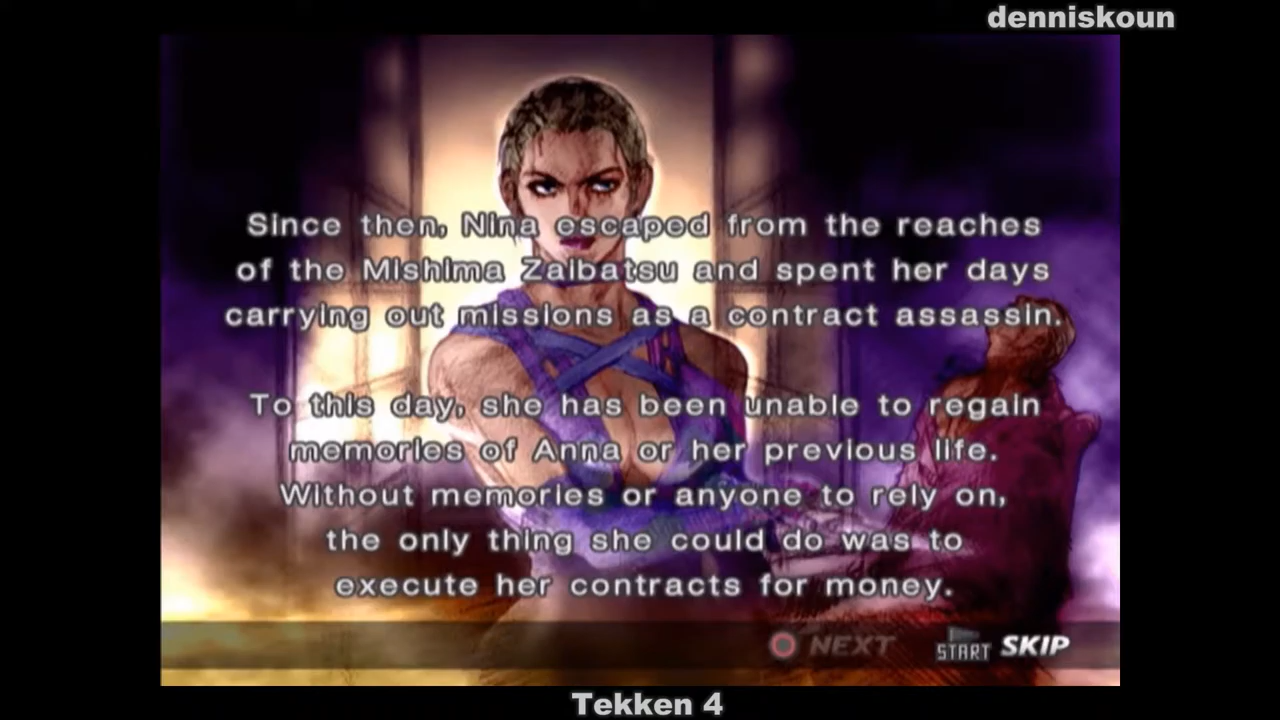 denniskoun
Since then, Nina escaped from the reaches
of the Mishima Zaibatsu and spent her days
carrying out missions as a contract assassin.
To this day, she has been unable to regain
memories of Anna or her previous life.
Without memories or anyone to rely on,
the only thing she could do was to
execute her contracts for money.
NEXT START SKIP
Tekken 4